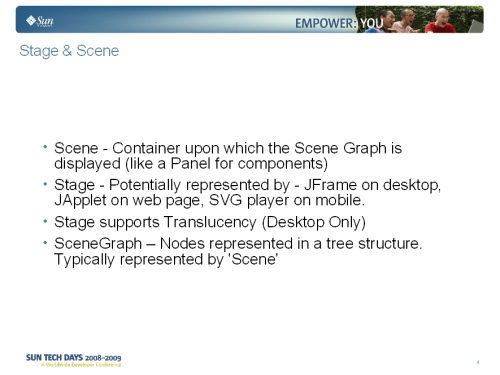 Sun
EMPOWER: YOU
Stage & Scene
• Scene - Container upon which the Scene Graph is
displayed (like a Panel for components)
• Stage - Potentially represented by - JFrame on desktop,
JApplet on web page, SVG player on mobile.
• Stage supports Translucency (Desktop Only)
• SceneGraph – Nodes represented in a tree structure.
Typically represented by 'Scene'
SUN TECH DAYS 2008–2009
A Worldwide Developer Conference